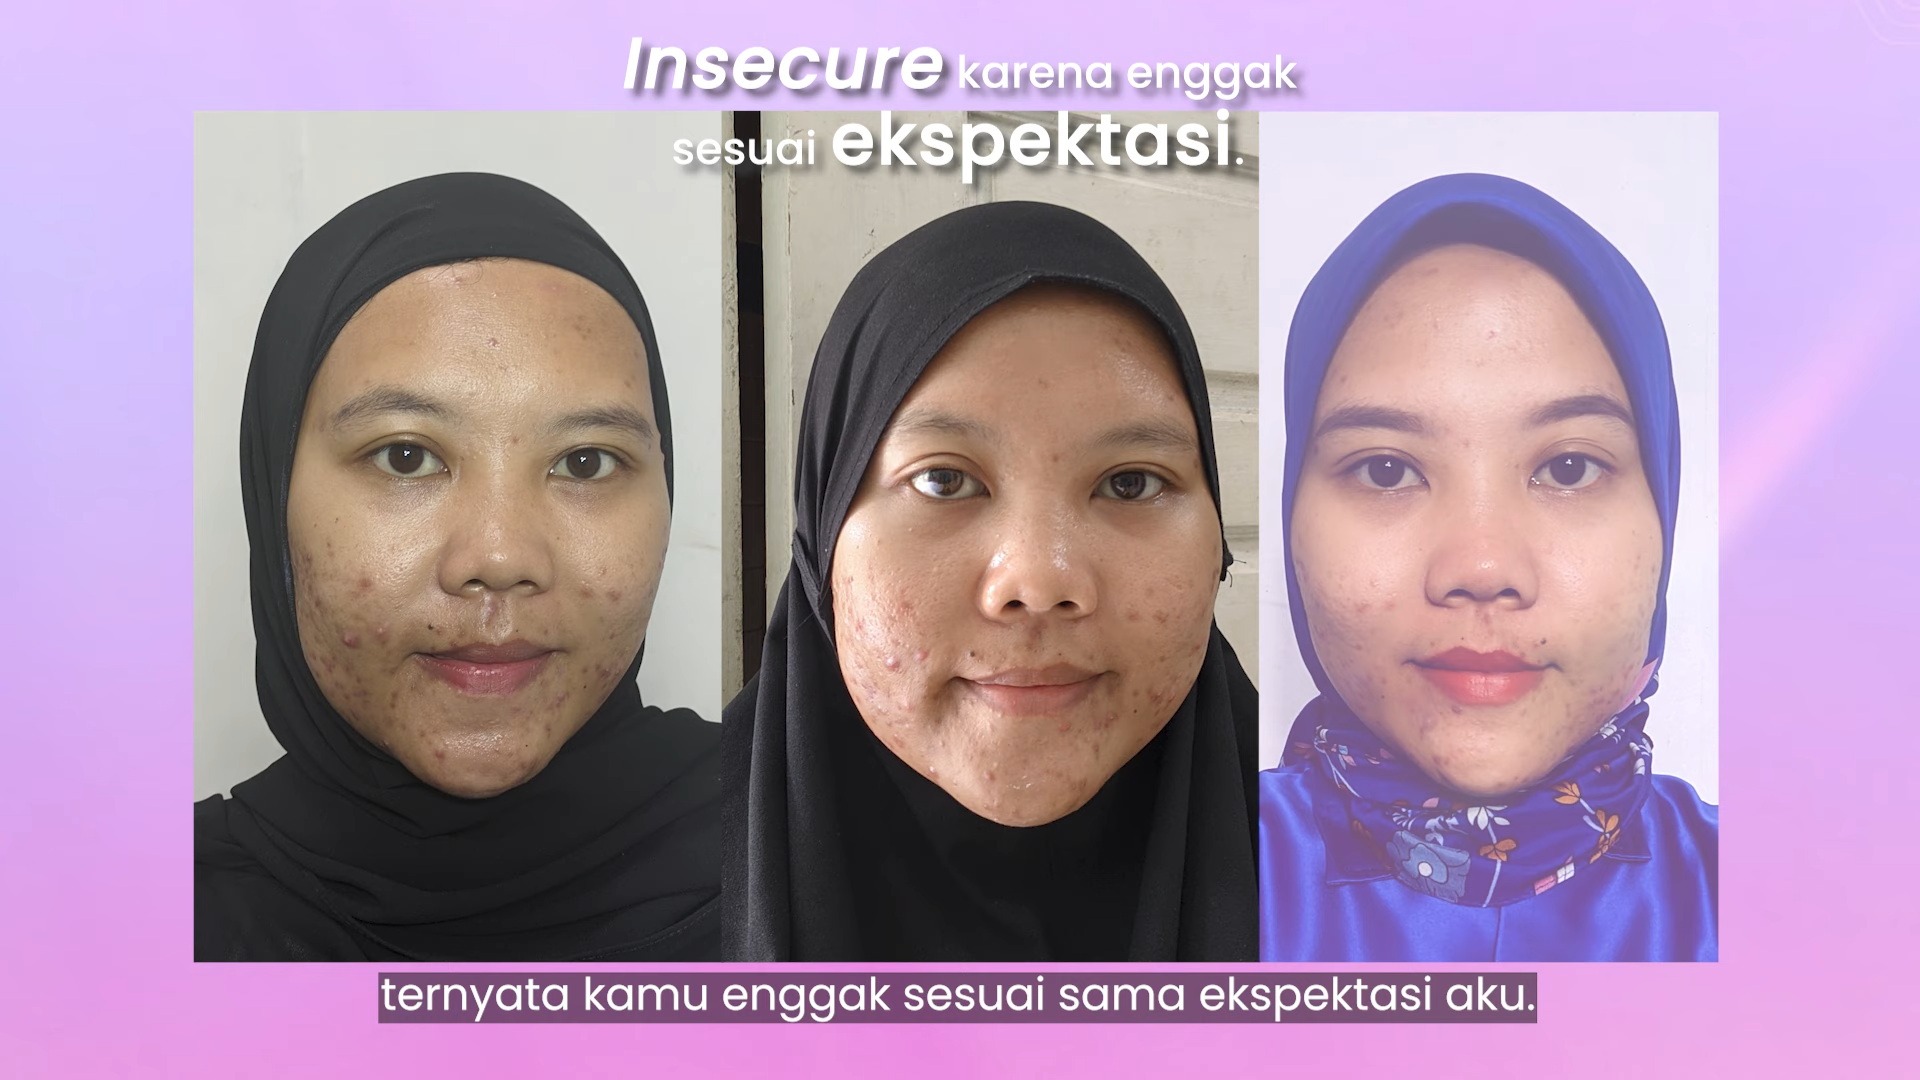 Insecure karena enggak
sesuai ekspektasi.
ternyata kamu enggak sesuai sama ekspektasi aku.